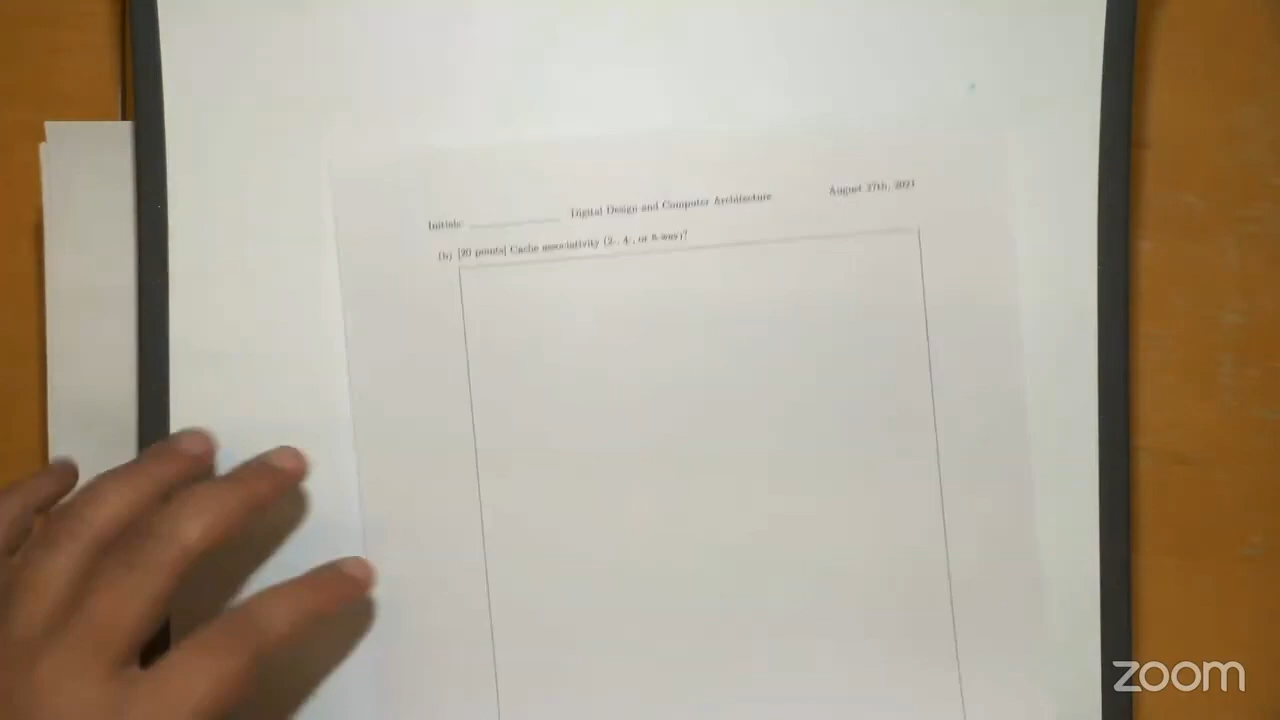 Initials: Digital Design and Computer Architecture August 27th, 2021
(b) [20 points] Cache associativity (2-, 4-, or 8-way)?
zoom